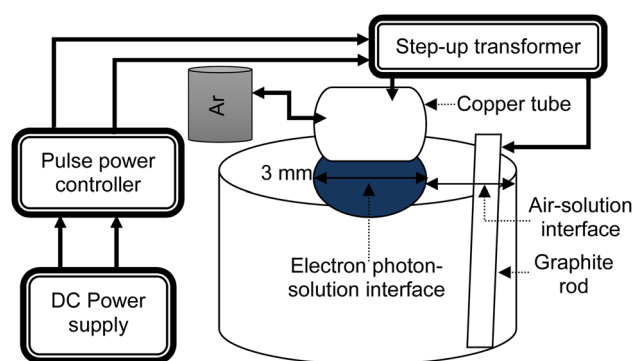 Step-up transformer
Ar
Copper tube
Pulse power
controller
3 mm
Air-solution
interface
Electron photon-
solution interface
Graphite
rod
DC Power
supply